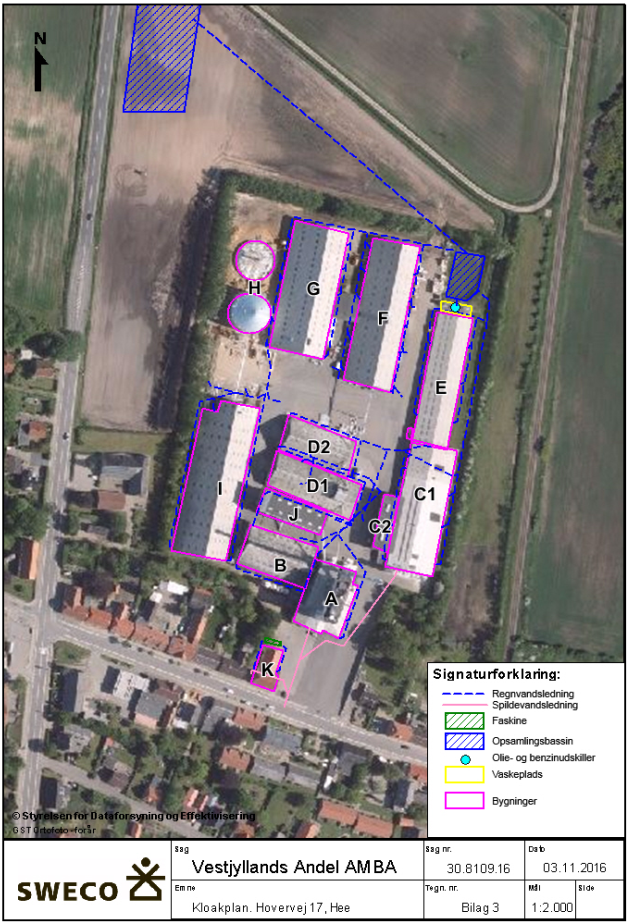 N
H
G
F
E
D2
D1
I
J
C2
C1
B
A
K
Signaturforklaring:
Regnvandsledning
Spildevandsledning
Faskine
Opsamlingsbassin
Olie- og benzinudskiller
Vaskeplads
Bygninger
© Styrelsen for Dataforsyning og Effektivisering
GST Ortofoto -forår
SWECO
Sag
Vestjyllands Andel AMBA
Sag nr.
30.8109.16
Dato
03.11.2016
Emne
Kloakplan. Hovervej 17, Hee
Tegn. nr.
Bilag 3
Mål
1:2.000
Side